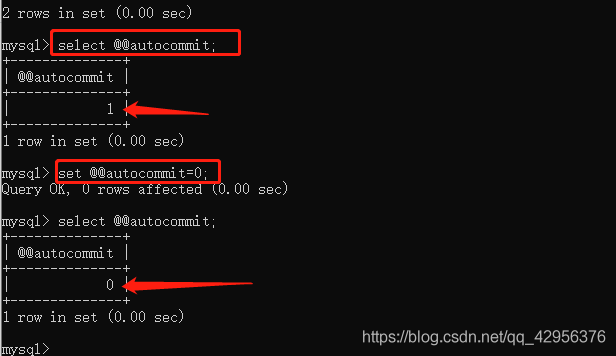 2 rows in set (0.00 sec)
mysql> select @@autocommit;
+--------------+
| @@autocommit |
+--------------+
|            1 |
+--------------+
1 row in set (0.00 sec)
mysql> set @@autocommit=0;
Query OK, 0 rows affected (0.00 sec)
mysql> select @@autocommit;
+--------------+
| @@autocommit |
+--------------+
|            0 |
+--------------+
1 row in set (0.00 sec)
https://blog.csdn.net/qq_42956376
mysql>